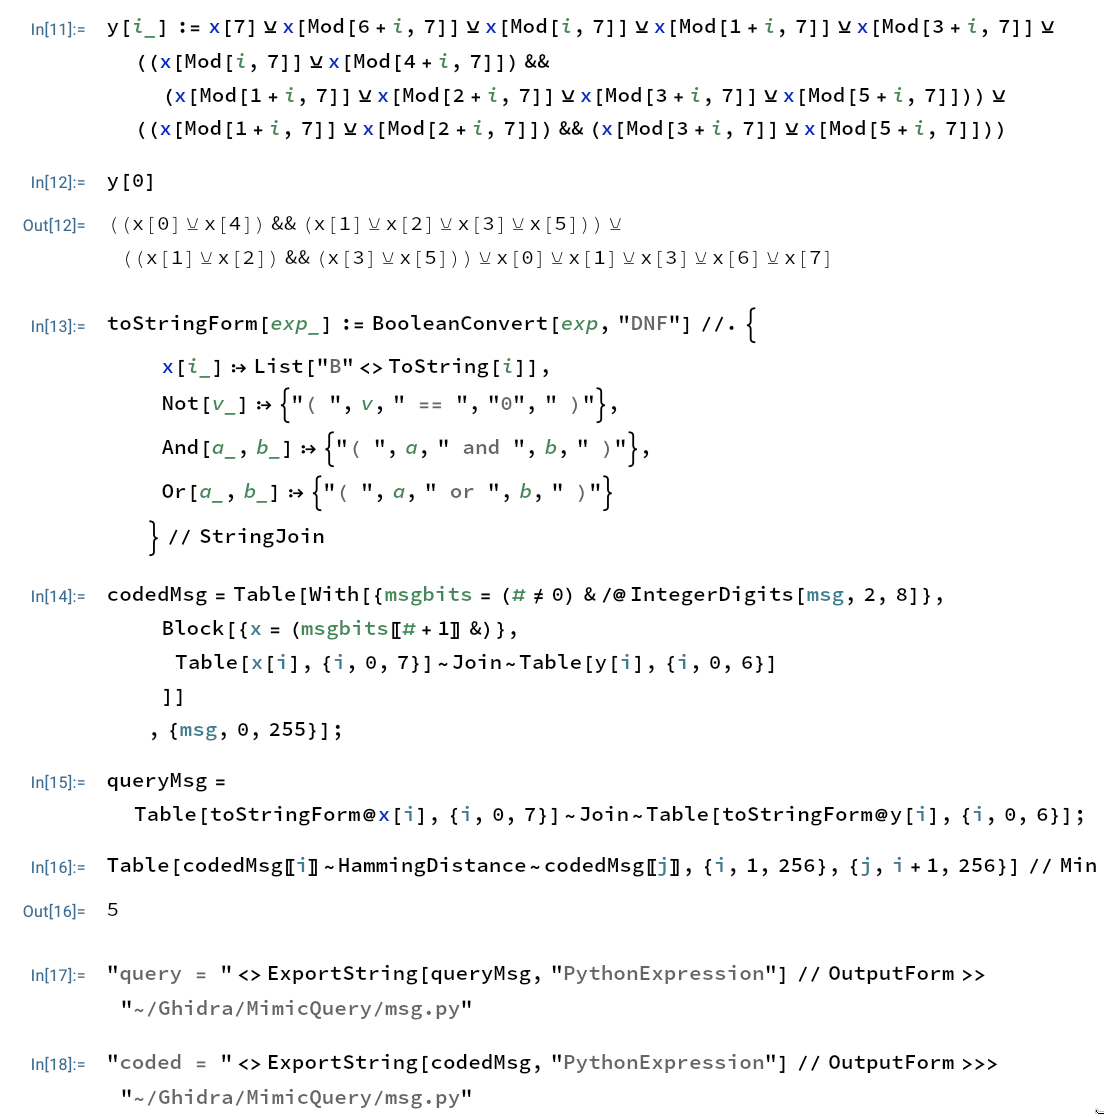 In[11]:= y[i_] := x[7] ⊻ x[Mod[6 + i, 7]] ⊻ x[Mod[i, 7]] ⊻ x[Mod[1 + i, 7]] ⊻ x[Mod[3 + i, 7]] ⊻
((x[Mod[i, 7]] ⊻ x[Mod[4 + i, 7]]) &&
(x[Mod[1 + i, 7]] ⊻ x[Mod[2 + i, 7]] ⊻ x[Mod[3 + i, 7]] ⊻ x[Mod[5 + i, 7]])) ⊻
((x[Mod[1 + i, 7]] ⊻ x[Mod[2 + i, 7]]) && (x[Mod[3 + i, 7]] ⊻ x[Mod[5 + i, 7]]))
In[12]:= y[0]
Out[12]= ((x[0] ⊻ x[4]) && (x[1] ⊻ x[2] ⊻ x[3] ⊻ x[5])) ⊻
((x[1] ⊻ x[2]) && (x[3] ⊻ x[5])) ⊻ x[0] ⊻ x[1] ⊻ x[3] ⊻ x[6] ⊻ x[7]
In[13]:= toStringForm[exp_] := BooleanConvert[exp, "DNF"] //. {
x[i_] :> List["B" <> ToString[i]],
Not[v_] :> {"( ", v, " == ", "0", " )"},
And[a_, b_] :> {"( ", a, " and ", b, " )"},
Or[a_, b_] :> {"( ", a, " or ", b, " )"}
} // StringJoin
In[14]:= codedMsg = Table[With[{msgbits = (# ≠ 0) & /@ IntegerDigits[msg, 2, 8]},
Block[{x = (msgbits⟦# + 1⟧ &)},
Table[x[i], {i, 0, 7}] ~ Join ~ Table[y[i], {i, 0, 6}]
]]
, {msg, 0, 255}];
In[15]:= queryMsg =
Table[toStringForm@x[i], {i, 0, 7}] ~ Join ~ Table[toStringForm@y[i], {i, 0, 6}];
In[16]:= Table[codedMsg⟦i⟧ ~ HammingDistance ~ codedMsg⟦j⟧, {i, 1, 256}, {j, i + 1, 256}] // Min
Out[16]= 5
In[17]:= "query = " <> ExportString[queryMsg, "PythonExpression"] // OutputForm >>
"~/Ghidra/MimicQuery/msg.py"
In[18]:= "coded = " <> ExportString[codedMsg, "PythonExpression"] // OutputForm >>>
"~/Ghidra/MimicQuery/msg.py"